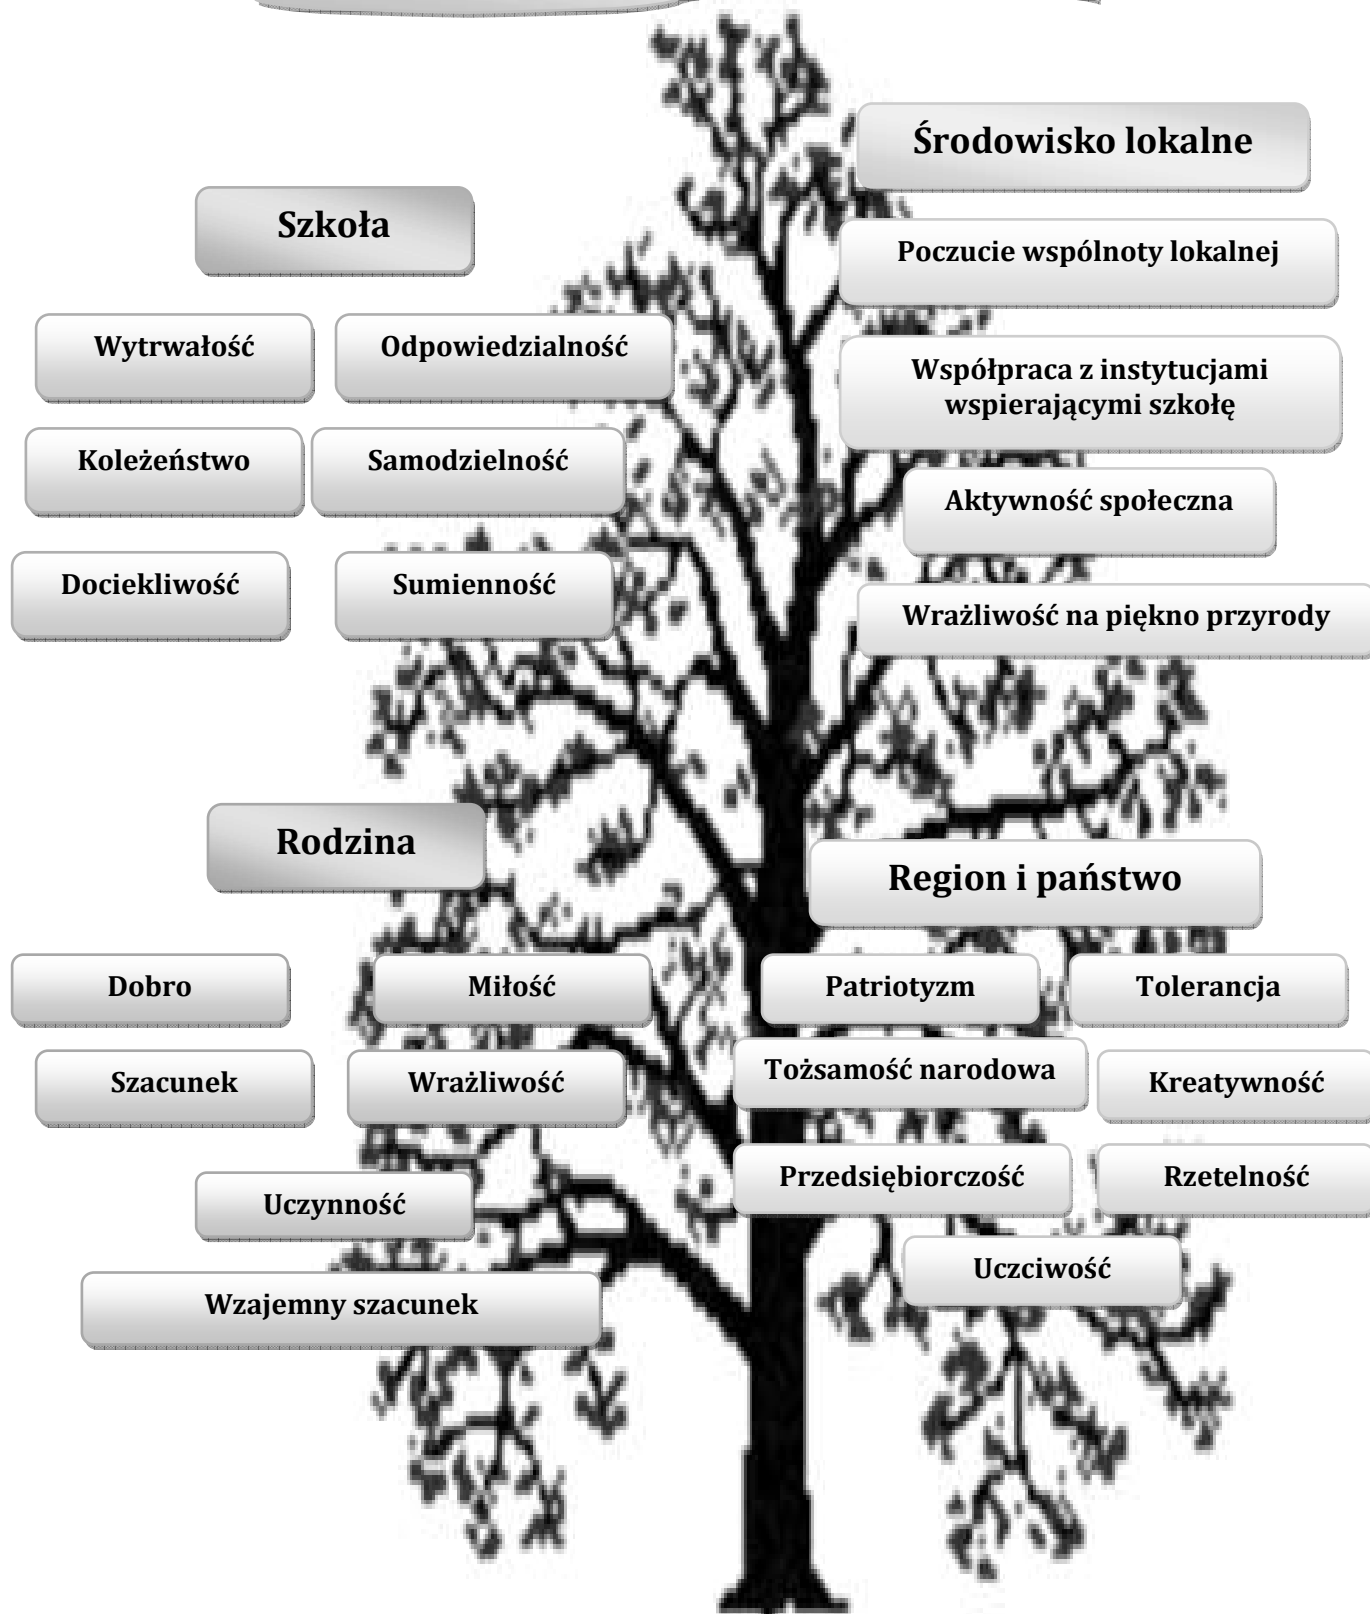 Środowisko lokalne
Szkoła
Poczucie wspólnoty lokalnej
Wytrwałość
Odpowiedzialność
Współpraca z instytucjami
wspierającymi szkołę
Koleżeństwo
Samodzielność
Aktywność społeczna
Dociekliwość
Sumienność
Wrażliwość na piękno przyrody
Rodzina
Region i państwo
Dobro
Miłość
Patriotyzm
Tolerancja
Szacunek
Wrażliwość
Tożsamość narodowa
Kreatywność
Przedsiębiorczość
Rzetelność
Uczynność
Uczciwość
Wzajemny szacunek